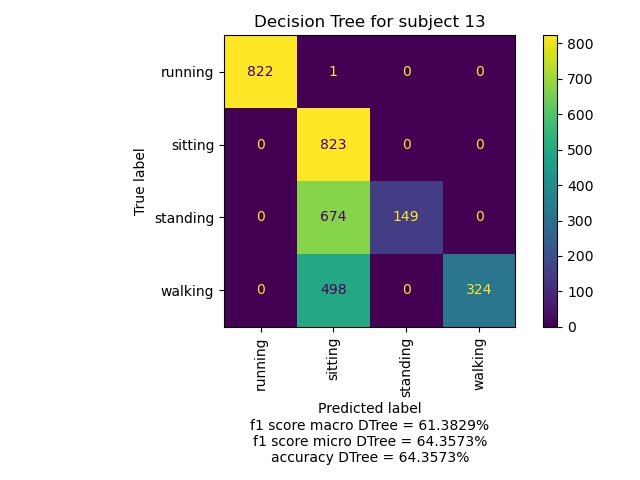 Decision Tree for subject 13
running 822 1 0 0
sitting 0 823 0 0
standing 0 674 149 0
walking 0 498 0 324
True label
running sitting standing walking
Predicted label
f1 score macro DTree = 61.3829%
f1 score micro DTree = 64.3573%
accuracy DTree = 64.3573%
800
700
600
500
400
300
200
100
0